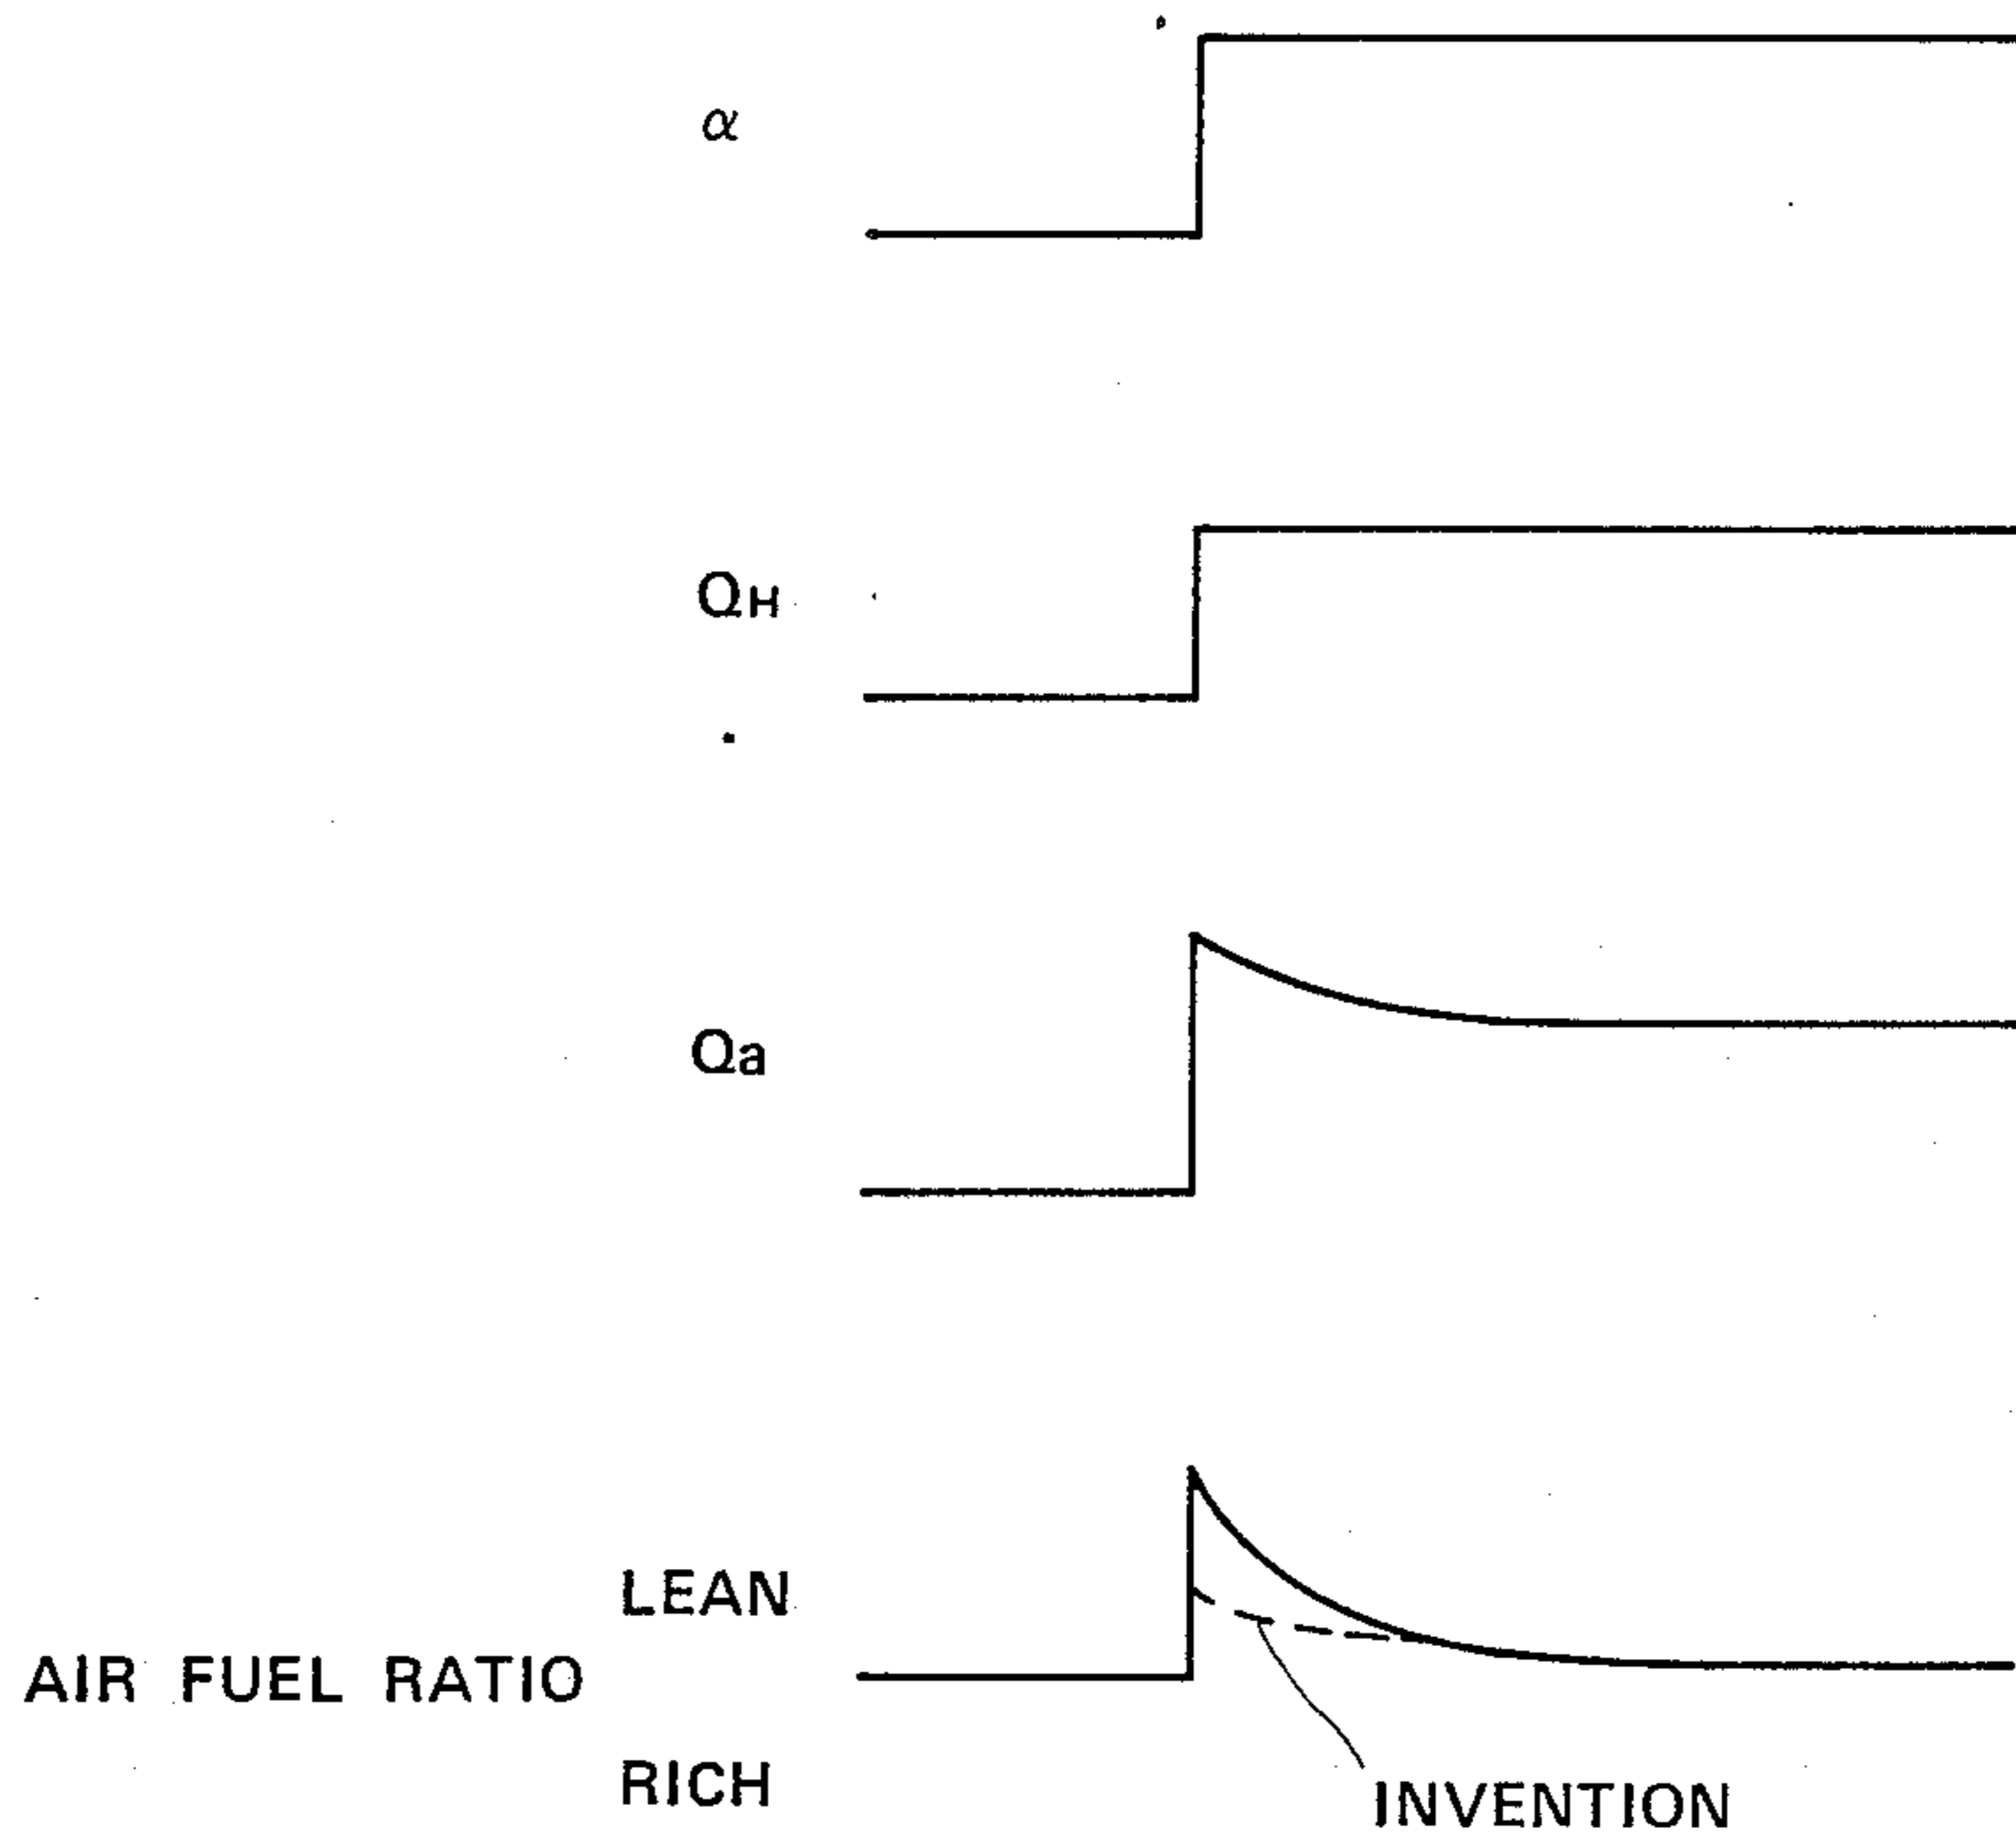 α
QH
Qa
LEAN
AIR FUEL RATIO
RICH
INVENTION